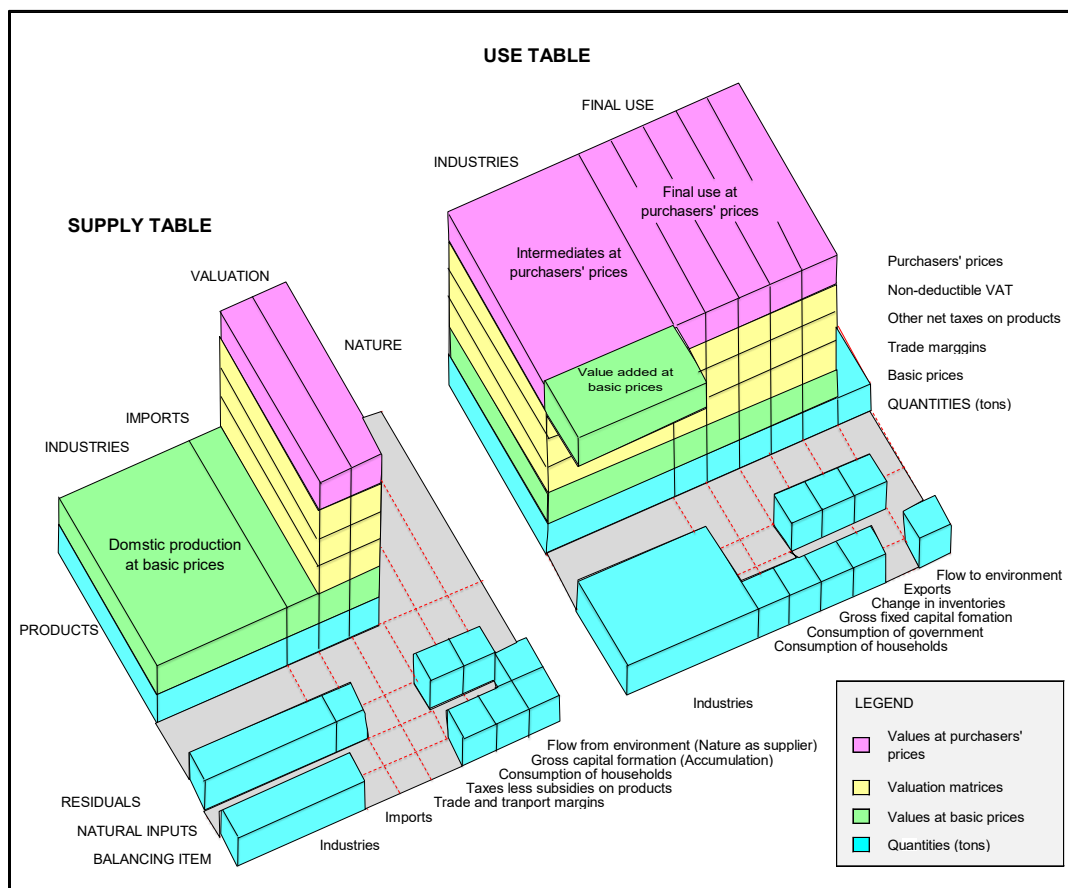 USE TABLE
FINAL USE
INDUSTRIES
Final use at
purchasers' prices
SUPPLY TABLE
Intermediates at
purchasers' prices
VALUATION
NATURE
Value added at
basic prices
Purchasers' prices
Non-deductible VAT
Other net taxes on products
Trade marggins
Basic prices
QUANTITIES (tons)
IMPORTS
INDUSTRIES
Domstic production
at basic prices
PRODUCTS
Flow to environment
Exports
Change in inventories
Gross fixed capital fomation
Consumption of government
Consumption of households
Industries
Flow from environment (Nature as supplier)
Gross capital formation (Accumulation)
Consumption of households
Taxes less subsidies on products
Trade and tranport margins
Imports
Industries
RESIDUALS
NATURAL INPUTS
BALANCING ITEM
LEGEND
Values at purchasers'
prices
Valuation matrices
Values at basic prices
Quantities (tons)